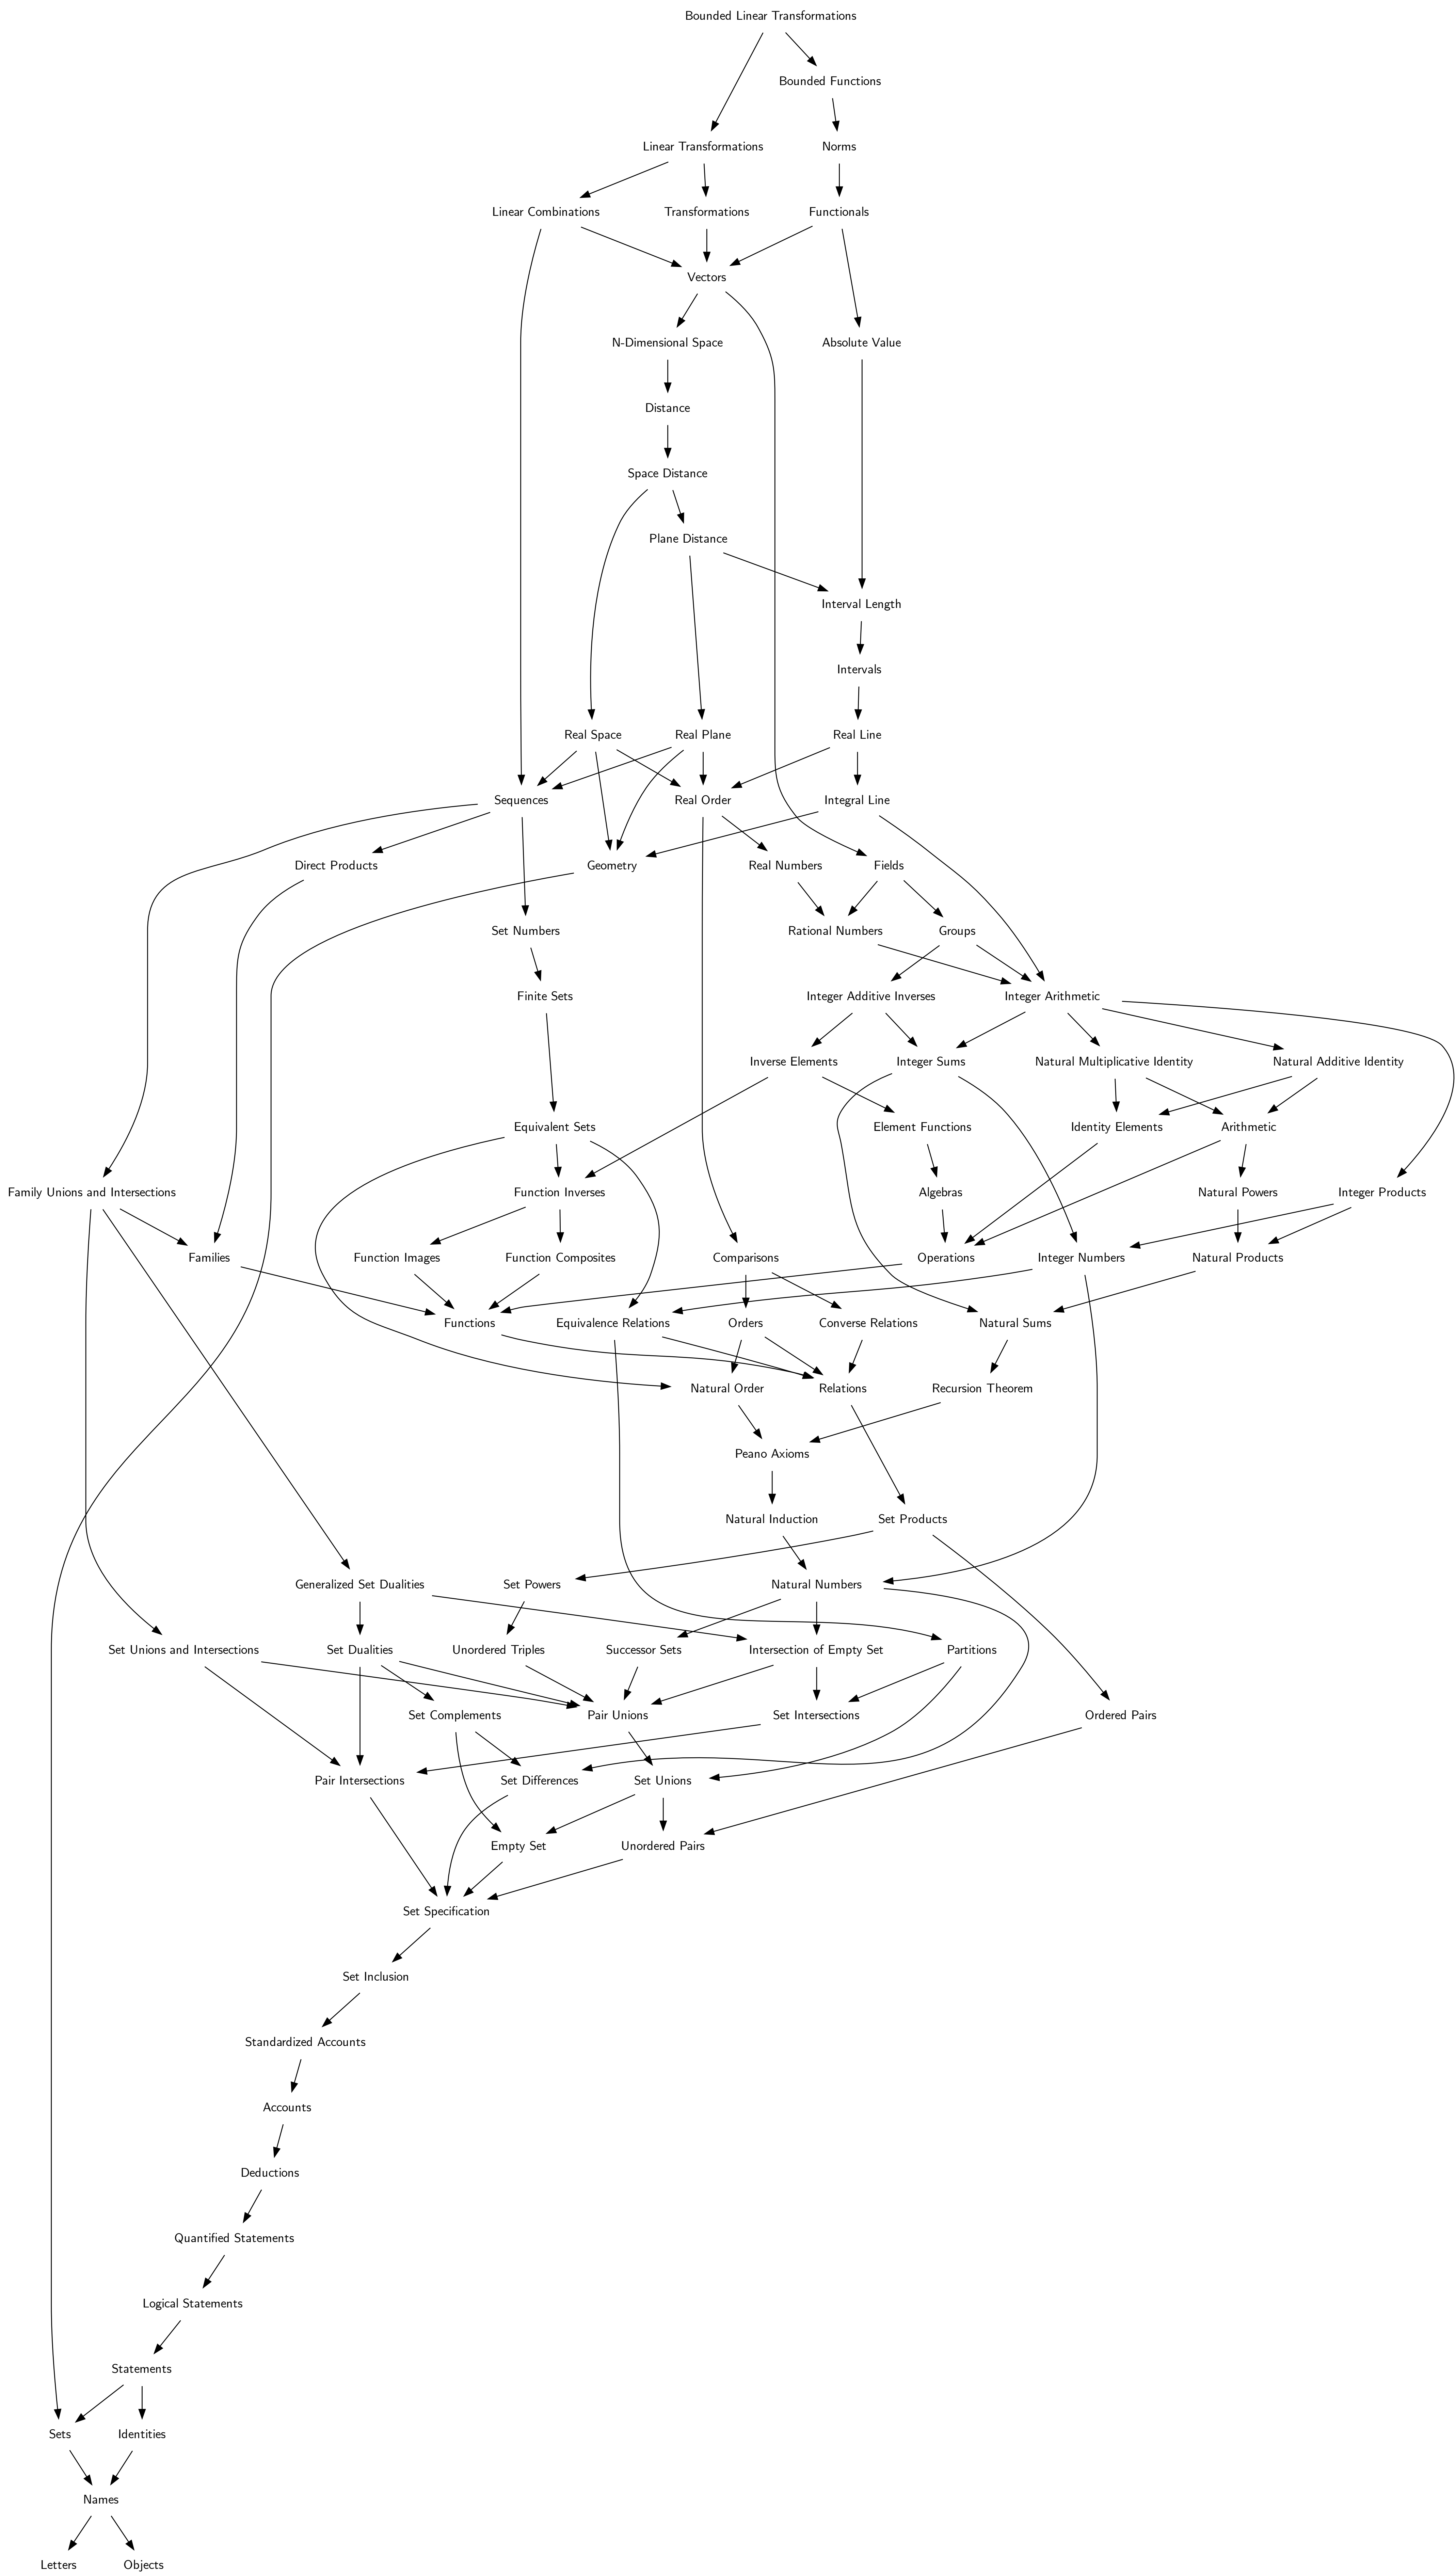 Bounded Linear Transformations
Bounded Functions
Linear Transformations
Norms
Linear Combinations
Transformations
Functionals
Vectors
N-Dimensional Space
Absolute Value
Distance
Space Distance
Plane Distance
Interval Length
Intervals
Real Space
Real Plane
Real Line
Sequences
Real Order
Integral Line
Direct Products
Geometry
Real Numbers
Fields
Set Numbers
Rational Numbers
Groups
Finite Sets
Integer Additive Inverses
Integer Arithmetic
Inverse Elements
Integer Sums
Natural Multiplicative Identity
Natural Additive Identity
Equivalent Sets
Element Functions
Identity Elements
Arithmetic
Family Unions and Intersections
Function Inverses
Algebras
Natural Powers
Integer Products
Families
Function Images
Function Composites
Comparisons
Operations
Integer Numbers
Natural Products
Functions
Equivalence Relations
Orders
Converse Relations
Natural Sums
Natural Order
Relations
Recursion Theorem
Peano Axioms
Natural Induction
Set Products
Generalized Set Dualities
Set Powers
Natural Numbers
Set Unions and Intersections
Set Dualities
Unordered Triples
Successor Sets
Intersection of Empty Set
Partitions
Set Complements
Pair Unions
Set Intersections
Ordered Pairs
Pair Intersections
Set Differences
Set Unions
Empty Set
Unordered Pairs
Set Specification
Set Inclusion
Standardized Accounts
Accounts
Deductions
Quantified Statements
Logical Statements
Statements
Sets
Identities
Names
Letters
Objects